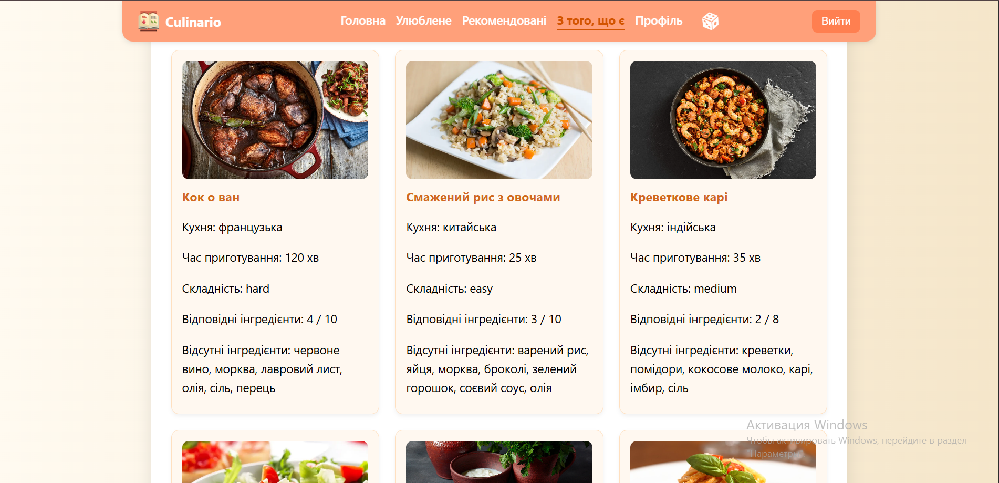 Culinario
Головна Улюблене Рекомендовані З того, що є Профіль
Вийти
Кок о ван
Кухня: французька
Час приготування: 120 хв
Складність: hard
Відповідні інгредієнти: 4 / 10
Відсутні інгредієнти: червоне
вино, морква, лавровий лист,
олія, сіль, перець
Смажений рис з овочами
Кухня: китайська
Час приготування: 25 хв
Складність: easy
Відповідні інгредієнти: 3 / 10
Відсутні інгредієнти: варений рис,
яйця, морква, броколі, зелений
горошок, соєвий соус, олія
Креветкове карі
Кухня: індійська
Час приготування: 35 хв
Складність: medium
Відповідні інгредієнти: 2 / 8
Відсутні інгредієнти: креветки,
помідори, кокосове молоко, карі,
імбир, сіль
Активация Windows
Чтобы активировать Windows, перейдите в раздел
"Параметры".